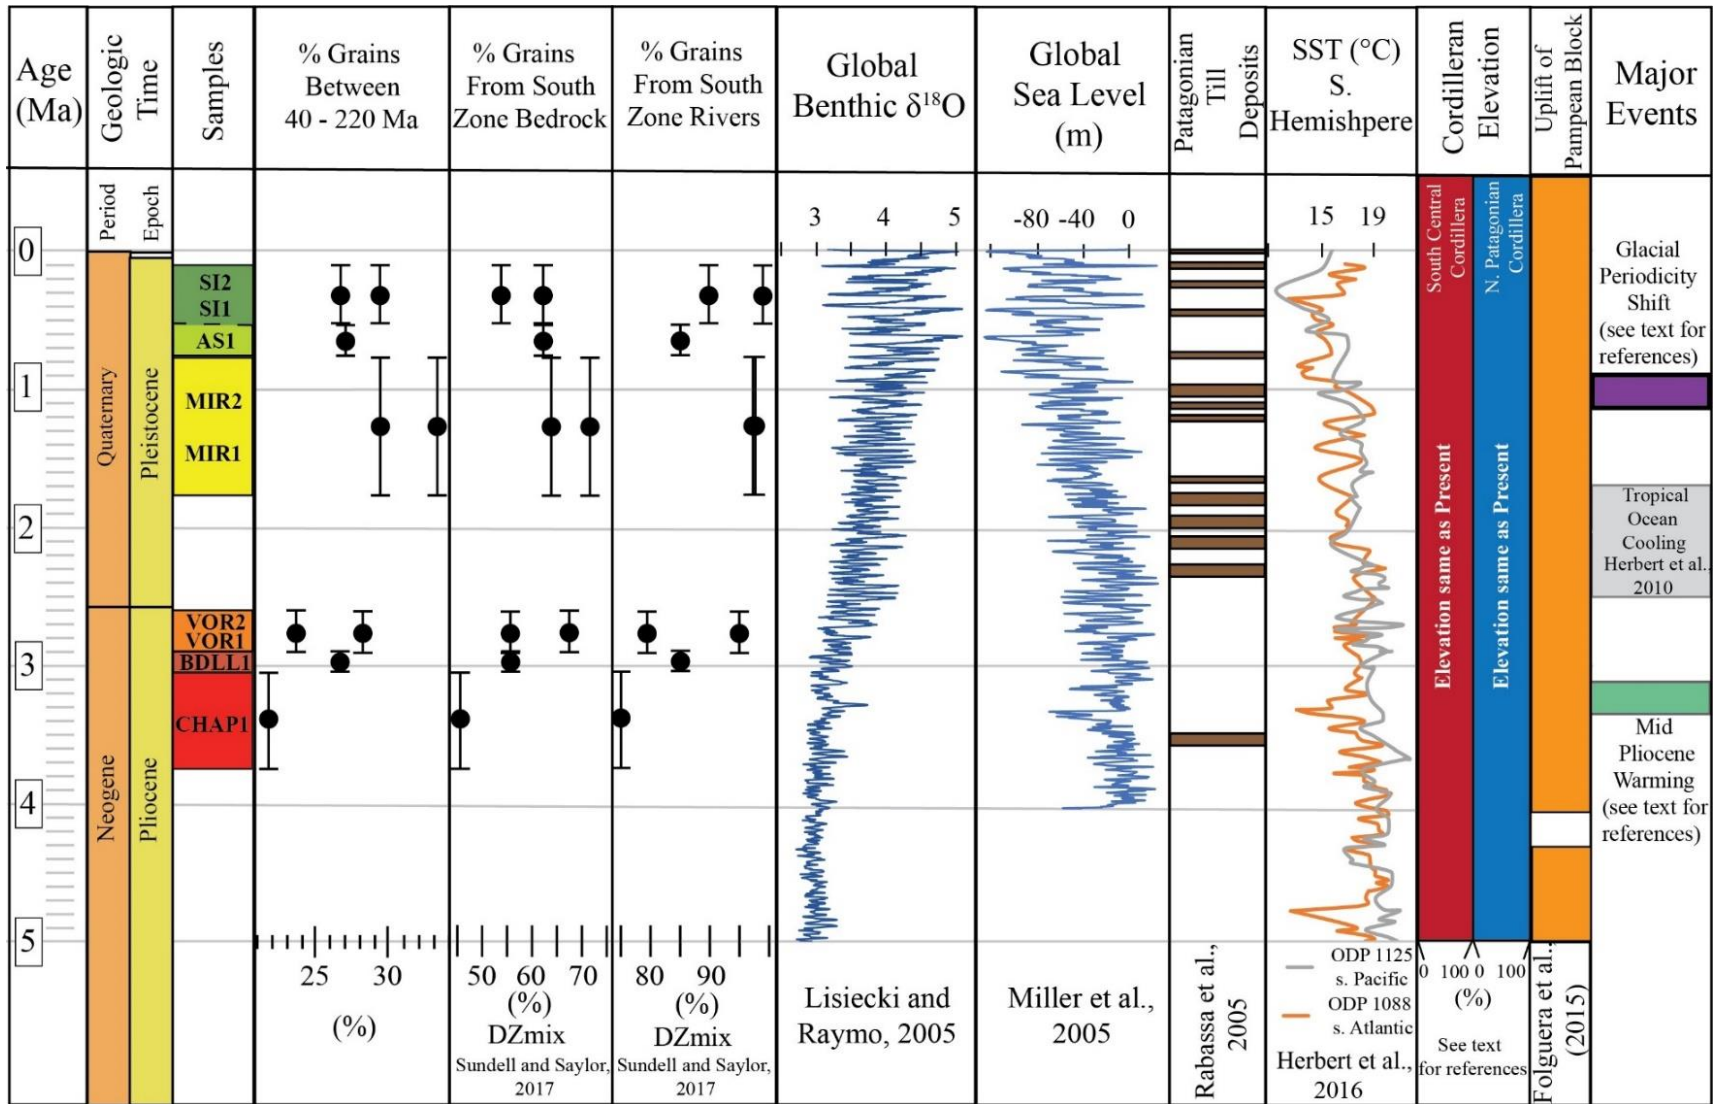 Age
(Ma)
Geologic
Time
Samples
% Grains
Between
40 - 220 Ma
% Grains
From South
Zone Bedrock
% Grains
From South
Zone Rivers
Global
Benthic δ¹⁸O
Global
Sea Level
(m)
Patagonian
Till
Deposits
SST (°C)
S.
Hemishpere
Cordilleran
Elevation
Uplift of
Pampean Block
Major
Events
Period
Epoch
3 4 5
-80 -40 0
15 19
South Central
Cordillera
N. Patagonian
Cordillera
0
1
2
3
4
5
Quaternary
Neogene
Pleistocene
Pliocene
SI2
SI1
AS1
MIR2
MIR1
VOR2
VOR1
BDLL1
CHAP1
Elevation same as Present
Elevation same as Present
Glacial
Periodicity
Shift
(see text for
references)
Tropical
Ocean
Cooling
Herbert et al.,
2010
Mid
Pliocene
Warming
(see text for
references)
25 30
(%)
50 60 70
(%)
DZmix
Sundell and Saylor,
2017
80 90
(%)
DZmix
Sundell and Saylor,
2017
Lisiecki and
Raymo, 2005
Miller et al.,
2005
Rabassa et al.,
2005
ODP 1125
s. Pacific
ODP 1088
s. Atlantic
Herbert et al.,
2016
0 100 0 100
(%)
See text
for references
Folguera et al.,
(2015)